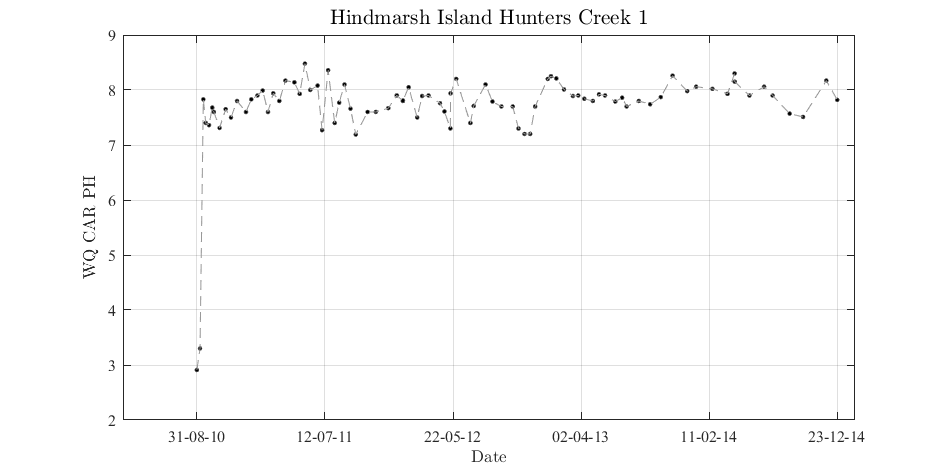 Hindmarsh Island Hunters Creek 1
9
8
7
6
5
4
3
2
WQ CAR PH
31-08-10 12-07-11 22-05-12 02-04-13 11-02-14 23-12-14
Date